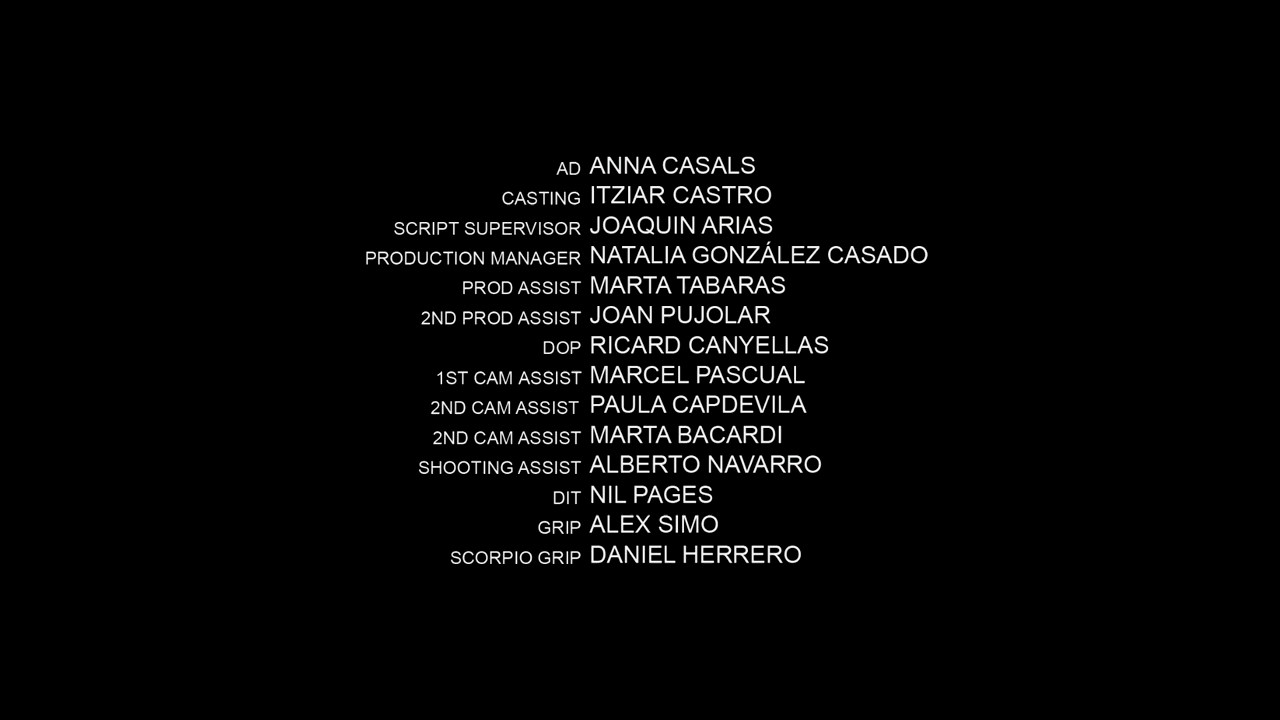 AD ANNA CASALS
CASTING ITZIAR CASTRO
SCRIPT SUPERVISOR JOAQUIN ARIAS
PRODUCTION MANAGER NATALIA GONZÁLEZ CASADO
PROD ASSIST MARTA TABARAS
2ND PROD ASSIST JOAN PUJOLAR
DOP RICARD CANYELLAS
1ST CAM ASSIST MARCEL PASCUAL
2ND CAM ASSIST PAULA CAPDEVILA
2ND CAM ASSIST MARTA BACARDI
SHOOTING ASSIST ALBERTO NAVARRO
DIT NIL PAGES
GRIP ALEX SIMO
SCORPIO GRIP DANIEL HERRERO